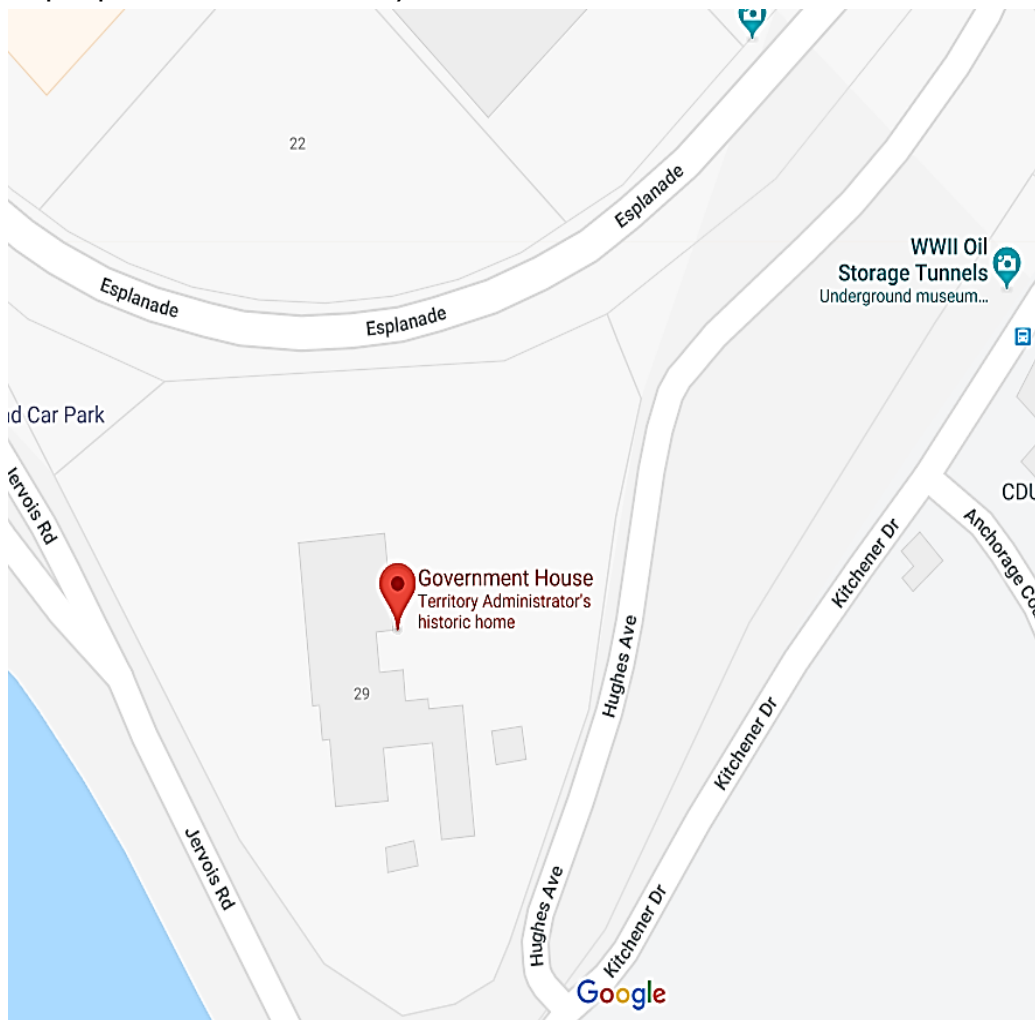 22
Esplanade
WWII Oil
Storage Tunnels
Underground museum...
Esplanade
Esplanade
d Car Park
Jervois Rd
CDU
Anchorage Co
Kitchener Dr
Government House
Territory Administrator's
historic home
Hughes Ave
29
Kitchener Dr
Jervois Rd
Hughes Ave
Kitchener Dr
Google